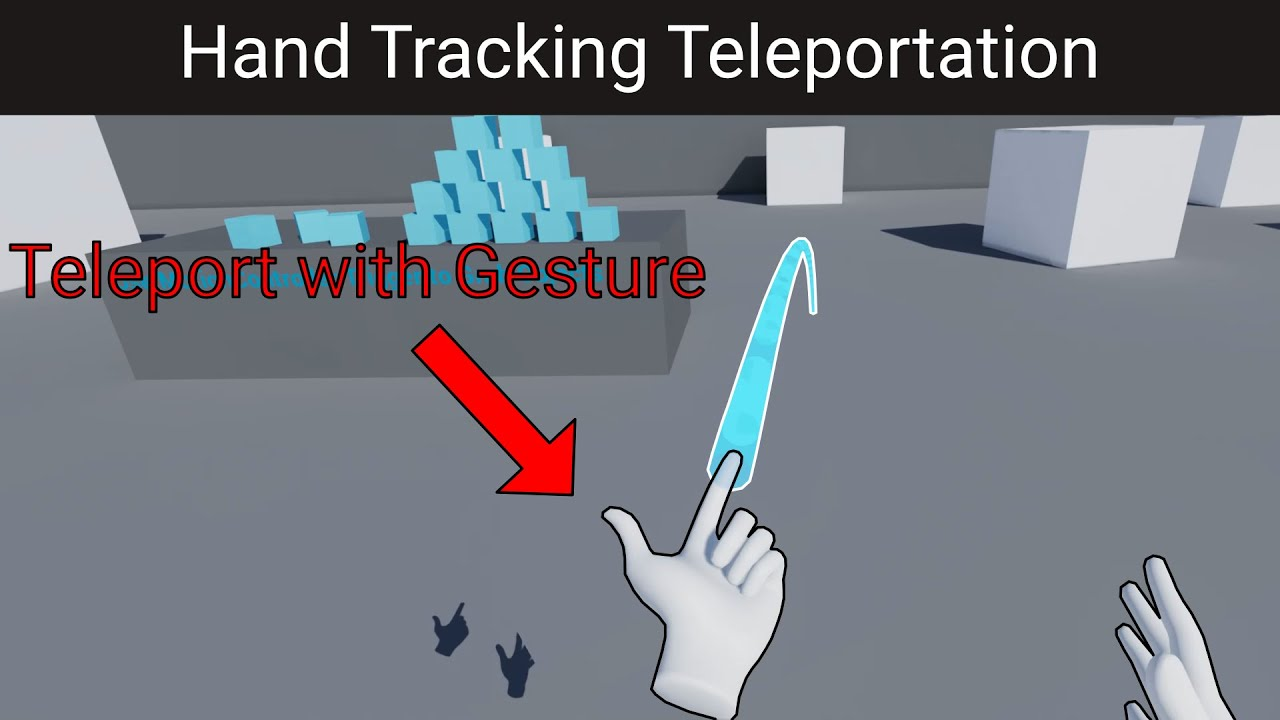 Hand Tracking Teleportation
Teleport with Gesture